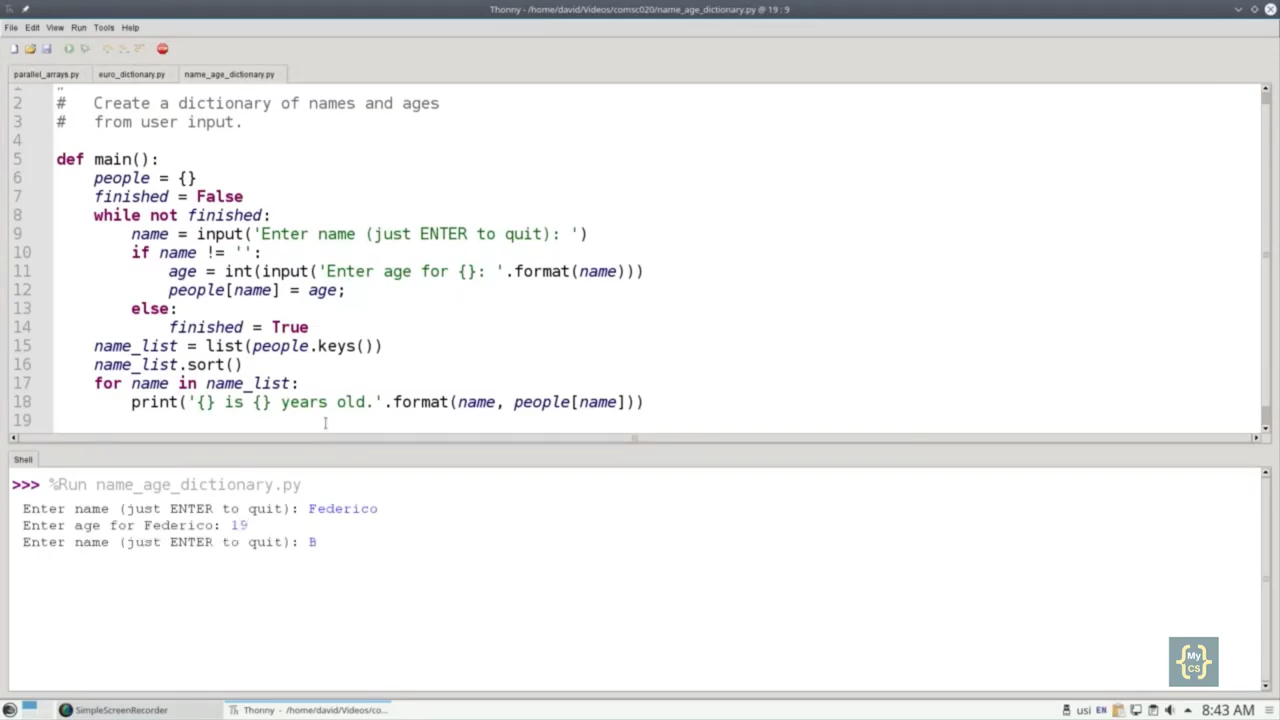 Thonny - /home/david/Videos/comsc020/name_age_dictionary.py @ 19 : 9
File Edit View Run Tools Help
parallel_arrays.py euro_dictionary.py name_age_dictionary.py
1 #
2 # Create a dictionary of names and ages
3 # from user input.
4
5 def main():
6 people = {}
7 finished = False
8 while not finished:
9 name = input('Enter name (just ENTER to quit): ')
10 if name != '':
11 age = int(input('Enter age for {}: '.format(name)))
12 people[name] = age;
13 else:
14 finished = True
15 name_list = list(people.keys())
16 name_list.sort()
17 for name in name_list:
18 print('{} is {} years old.'.format(name, people[name]))
19
Shell
>>> %Run name_age_dictionary.py
Enter name (just ENTER to quit): Federico
Enter age for Federico: 19
Enter name (just ENTER to quit): B
{My CS}
SimpleScreenRecorder Thonny - /home/david/Videos/co... usi EN 8:43 AM